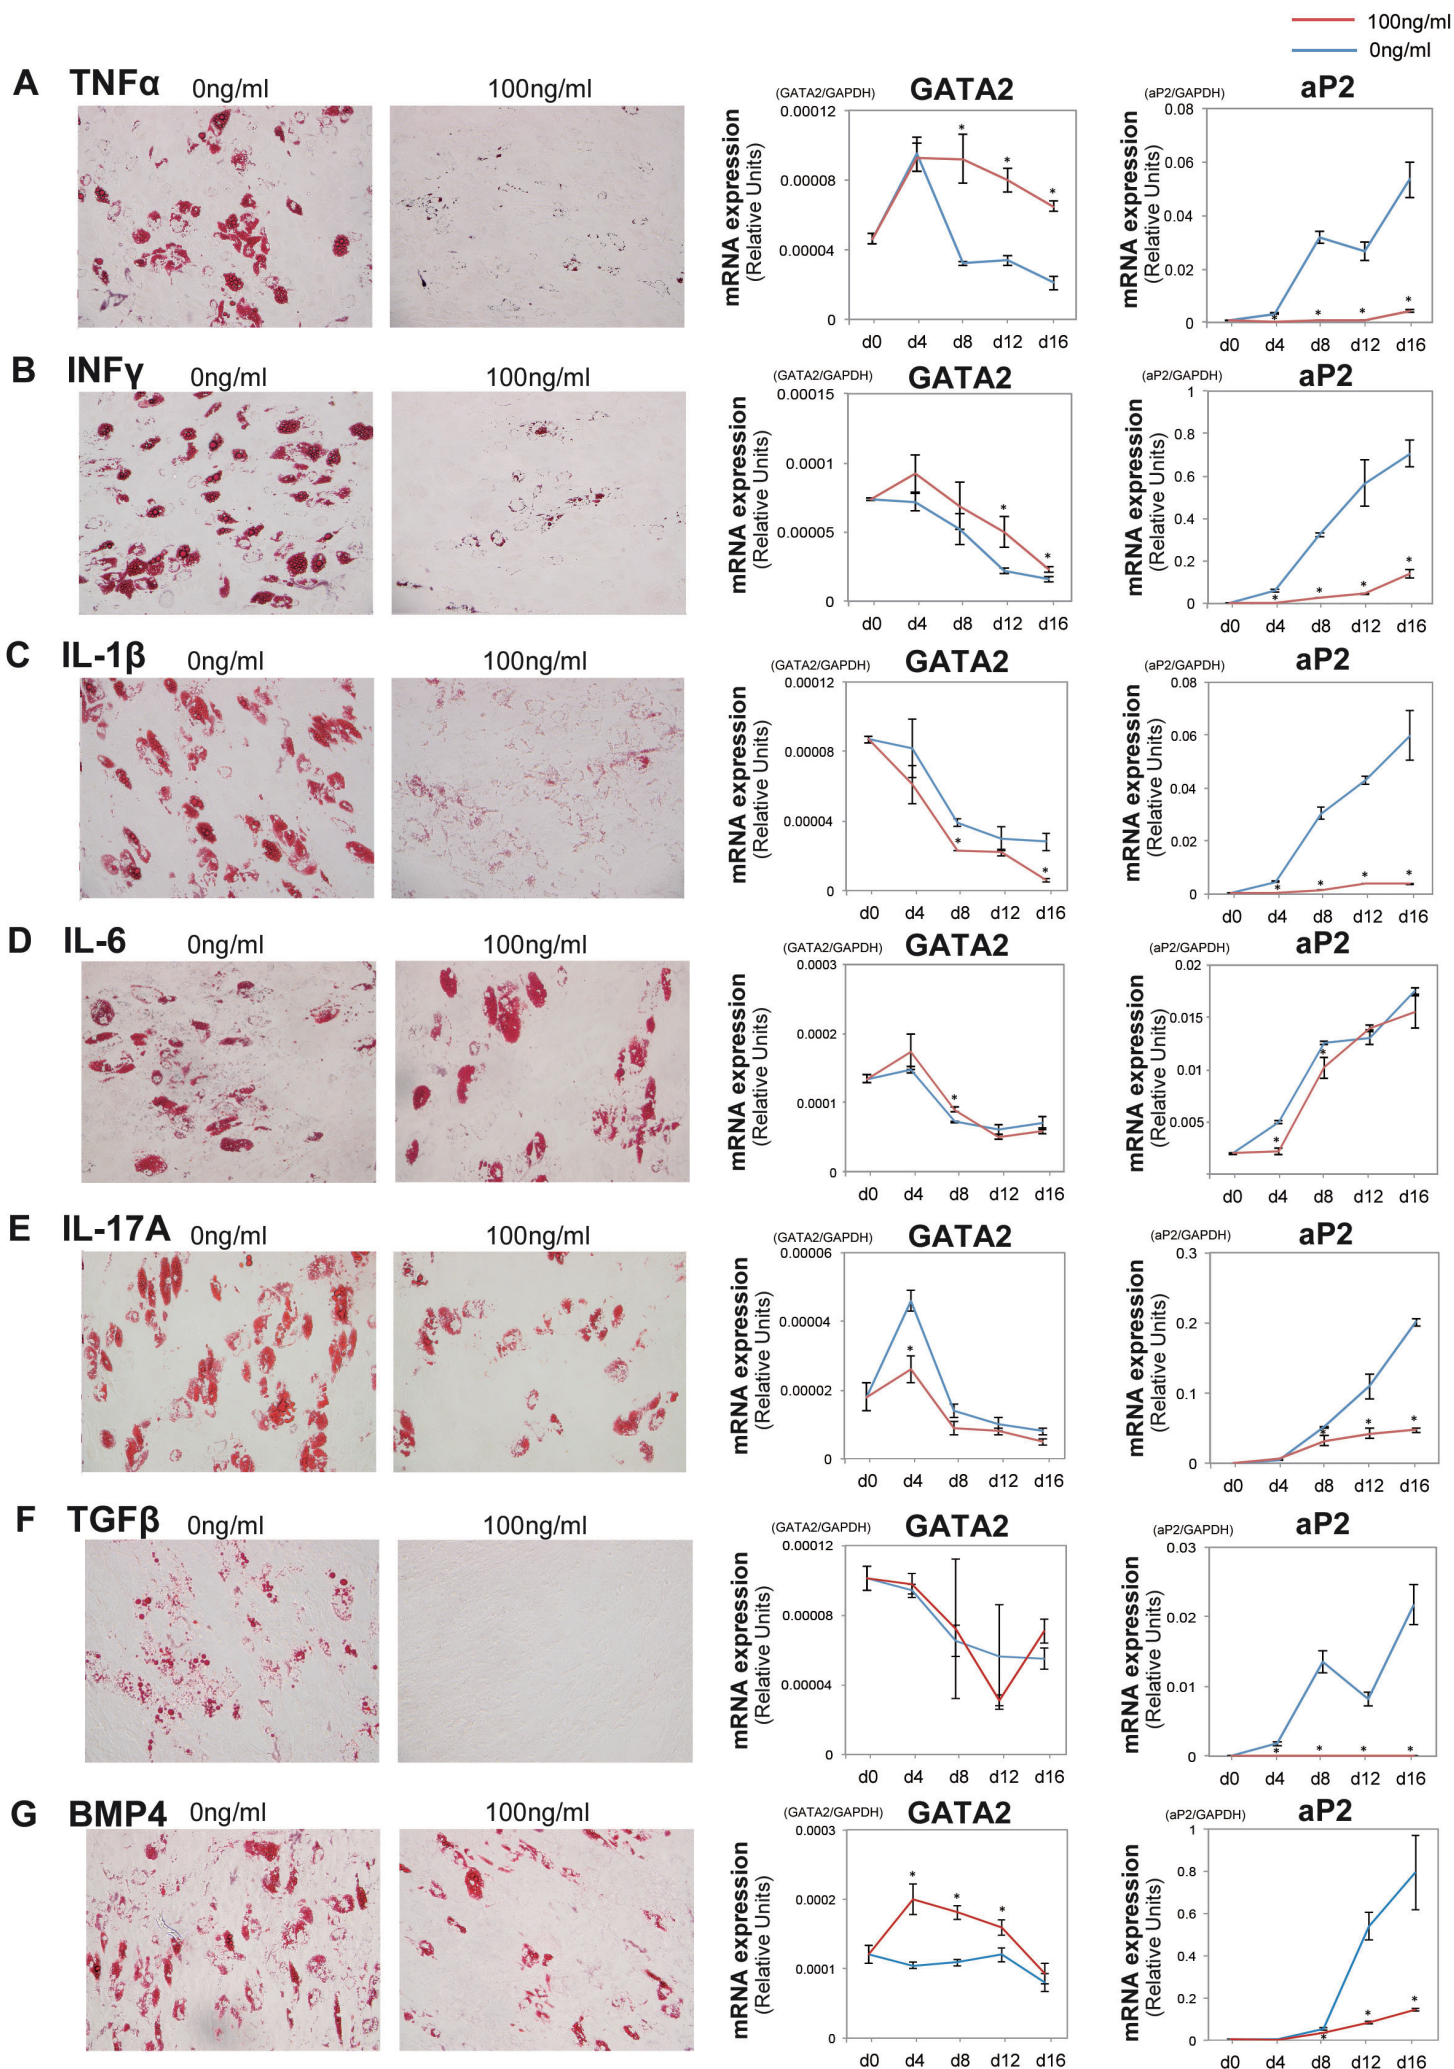 100ng/ml
0ng/ml
A TNFα 0ng/ml 100ng/ml
(GATA2/GAPDH) GATA2
mRNA expression
(Relative Units)
0.00012
0.00008
0.00004
0
d0 d4 d8 d12 d16
* * *
(aP2/GAPDH) aP2
mRNA expression
(Relative Units)
0.08
0.06
0.04
0.02
0
d0 d4 d8 d12 d16
* * * *
B INFγ 0ng/ml 100ng/ml
(GATA2/GAPDH) GATA2
mRNA expression
(Relative Units)
0.00015
0.0001
0.00005
0
d0 d4 d8 d12 d16
* *
(aP2/GAPDH) aP2
mRNA expression
(Relative Units)
1
0.8
0.6
0.4
0.2
0
d0 d4 d8 d12 d16
* * * *
C IL-1β 0ng/ml 100ng/ml
(GATA2/GAPDH) GATA2
mRNA expression
(Relative Units)
0.00012
0.00008
0.00004
0
d0 d4 d8 d12 d16
* *
(aP2/GAPDH) aP2
mRNA expression
(Relative Units)
0.08
0.06
0.04
0.02
0
d0 d4 d8 d12 d16
* * * *
D IL-6 0ng/ml 100ng/ml
(GATA2/GAPDH) GATA2
mRNA expression
(Relative Units)
0.0003
0.0002
0.0001
0
d0 d4 d8 d12 d16
*
(aP2/GAPDH) aP2
mRNA expression
(Relative Units)
0.02
0.015
0.01
0.005
d0 d4 d8 d12 d16
* *
E IL-17A 0ng/ml 100ng/ml
(GATA2/GAPDH) GATA2
mRNA expression
(Relative Units)
0.00006
0.00004
0.00002
0
d0 d4 d8 d12 d16
*
(aP2/GAPDH) aP2
mRNA expression
(Relative Units)
0.3
0.2
0.1
0
d0 d4 d8 d12 d16
* * *
F TGFβ 0ng/ml 100ng/ml
(GATA2/GAPDH) GATA2
mRNA expression
(Relative Units)
0.00012
0.00008
0.00004
0
d0 d4 d8 d12 d16
(aP2/GAPDH) aP2
mRNA expression
(Relative Units)
0.03
0.02
0.01
0
d0 d4 d8 d12 d16
* * * *
G BMP4 0ng/ml 100ng/ml
(GATA2/GAPDH) GATA2
mRNA expression
(Relative Units)
0.0003
0.0002
0.0001
0
d0 d4 d8 d12 d16
* * *
(aP2/GAPDH) aP2
mRNA expression
(Relative Units)
1
0.8
0.6
0.4
0.2
0
d0 d4 d8 d12 d16
* * *